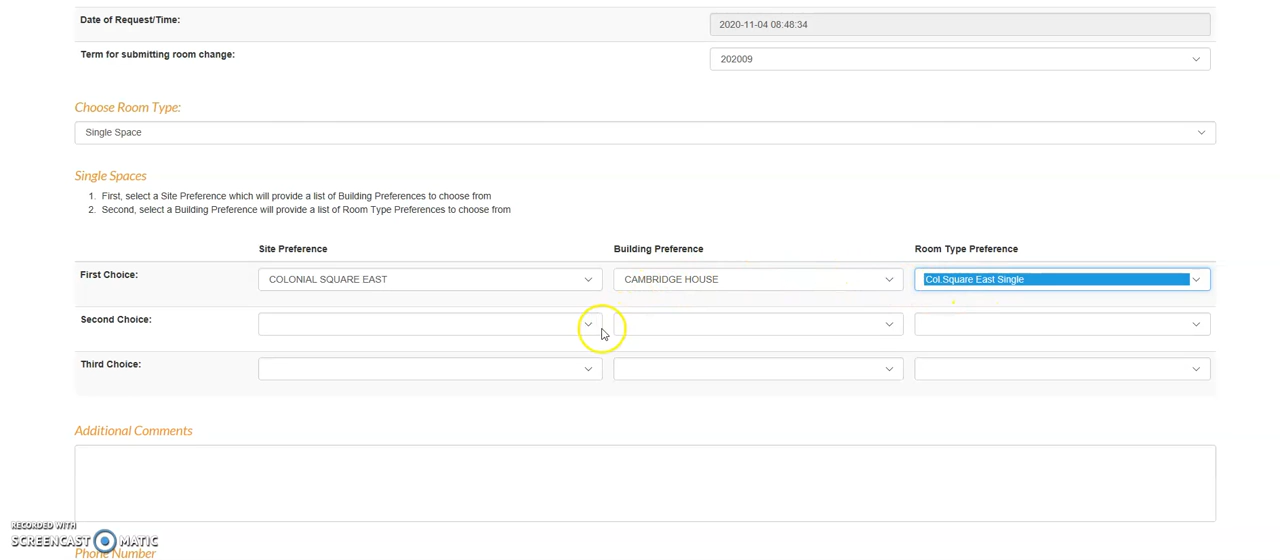 Date of Request/Time: 2020-11-04 08:48:34
Term for submitting room change: 202009
Choose Room Type:
Single Space
Single Spaces
1. First, select a Site Preference which will provide a list of Building Preferences to choose from
2. Second, select a Building Preference will provide a list of Room Type Preferences to choose from
Site Preference Building Preference Room Type Preference
First Choice: COLONIAL SQUARE EAST CAMBRIDGE HOUSE Col.Square East Single
Second Choice:
Third Choice:
Additional Comments
RECORDED WITH
SCREENCAST MATIC
Phone Number